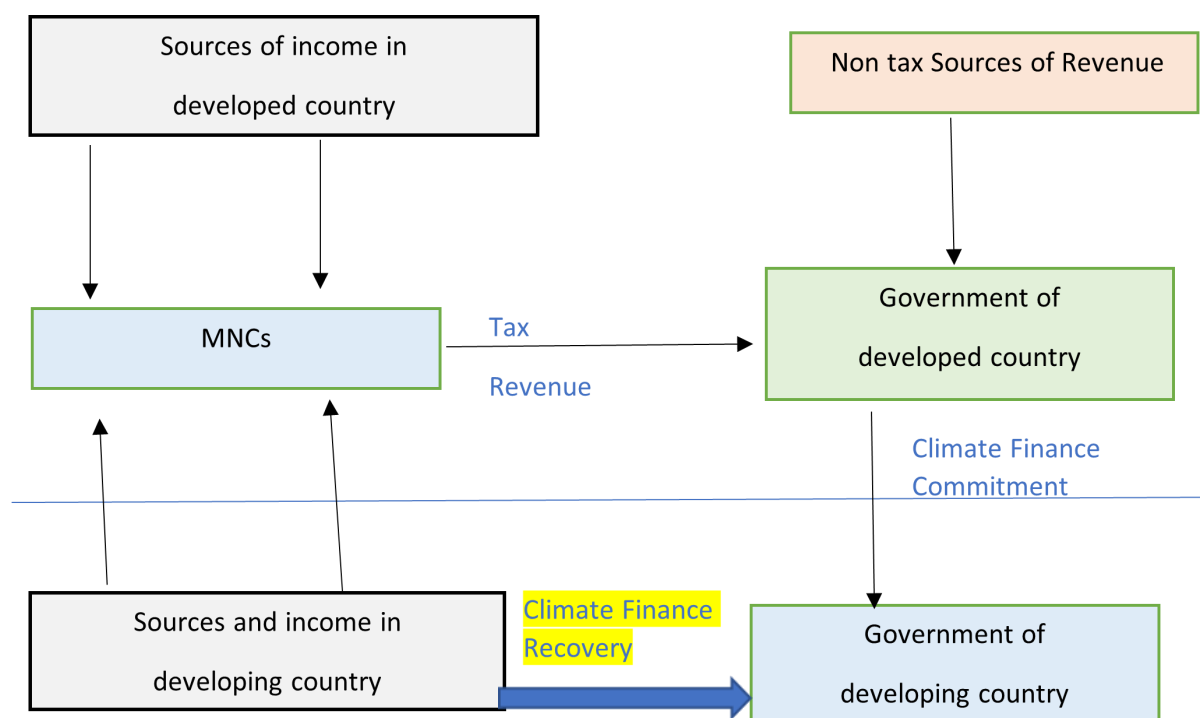 Sources of income in
developed country
Non tax Sources of Revenue
MNCs
Tax
Revenue
Government of
developed country
Climate Finance
Commitment
Sources and income in
developing country
Climate Finance
Recovery
Government of
developing country